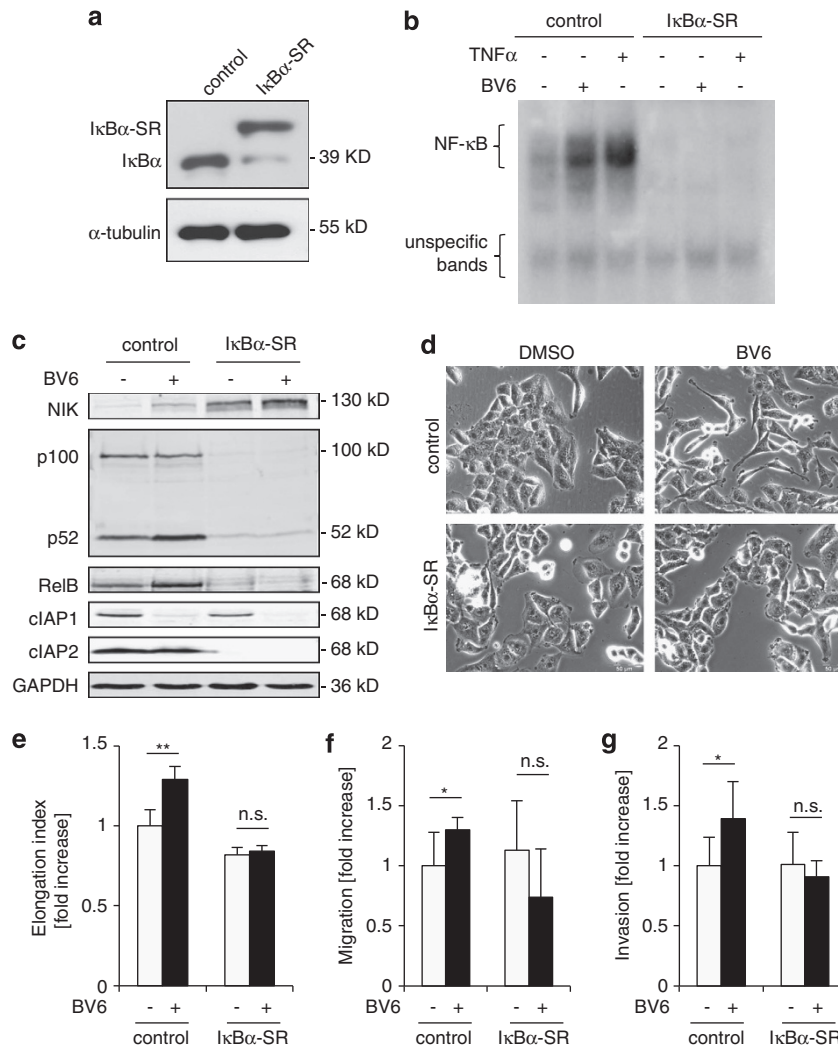 a
control
IκBα-SR
IκBα-SR
IκBα
- 39 KD
α-tubulin
- 55 kD
b
control IκBα-SR
TNFα - - + - - +
BV6 - + - + 
NF-κB
unspecific
bands
c
control IκBα-SR
BV6 - + - +
NIK - 130 kD
p100 - 100 kD
p52 - 52 kD
RelB - 68 kD
cIAP1 - 68 kD
cIAP2 - 68 kD
GAPDH - 36 kD
d
DMSO BV6
control
IκBα-SR
50 µm 50 µm
e
Elongation index
[fold increase]
1.5
1
0.5
0
**
n.s.
BV6 - + - +
control IκBα-SR
f
Migration [fold increase]
2
1.5
1
0.5
0
*
n.s.
BV6 - + - +
control IκBα-SR
g
Invasion [fold increase]
2
1.5
1
0.5
0
*
n.s.
BV6 - + - +
control IκBα-SR